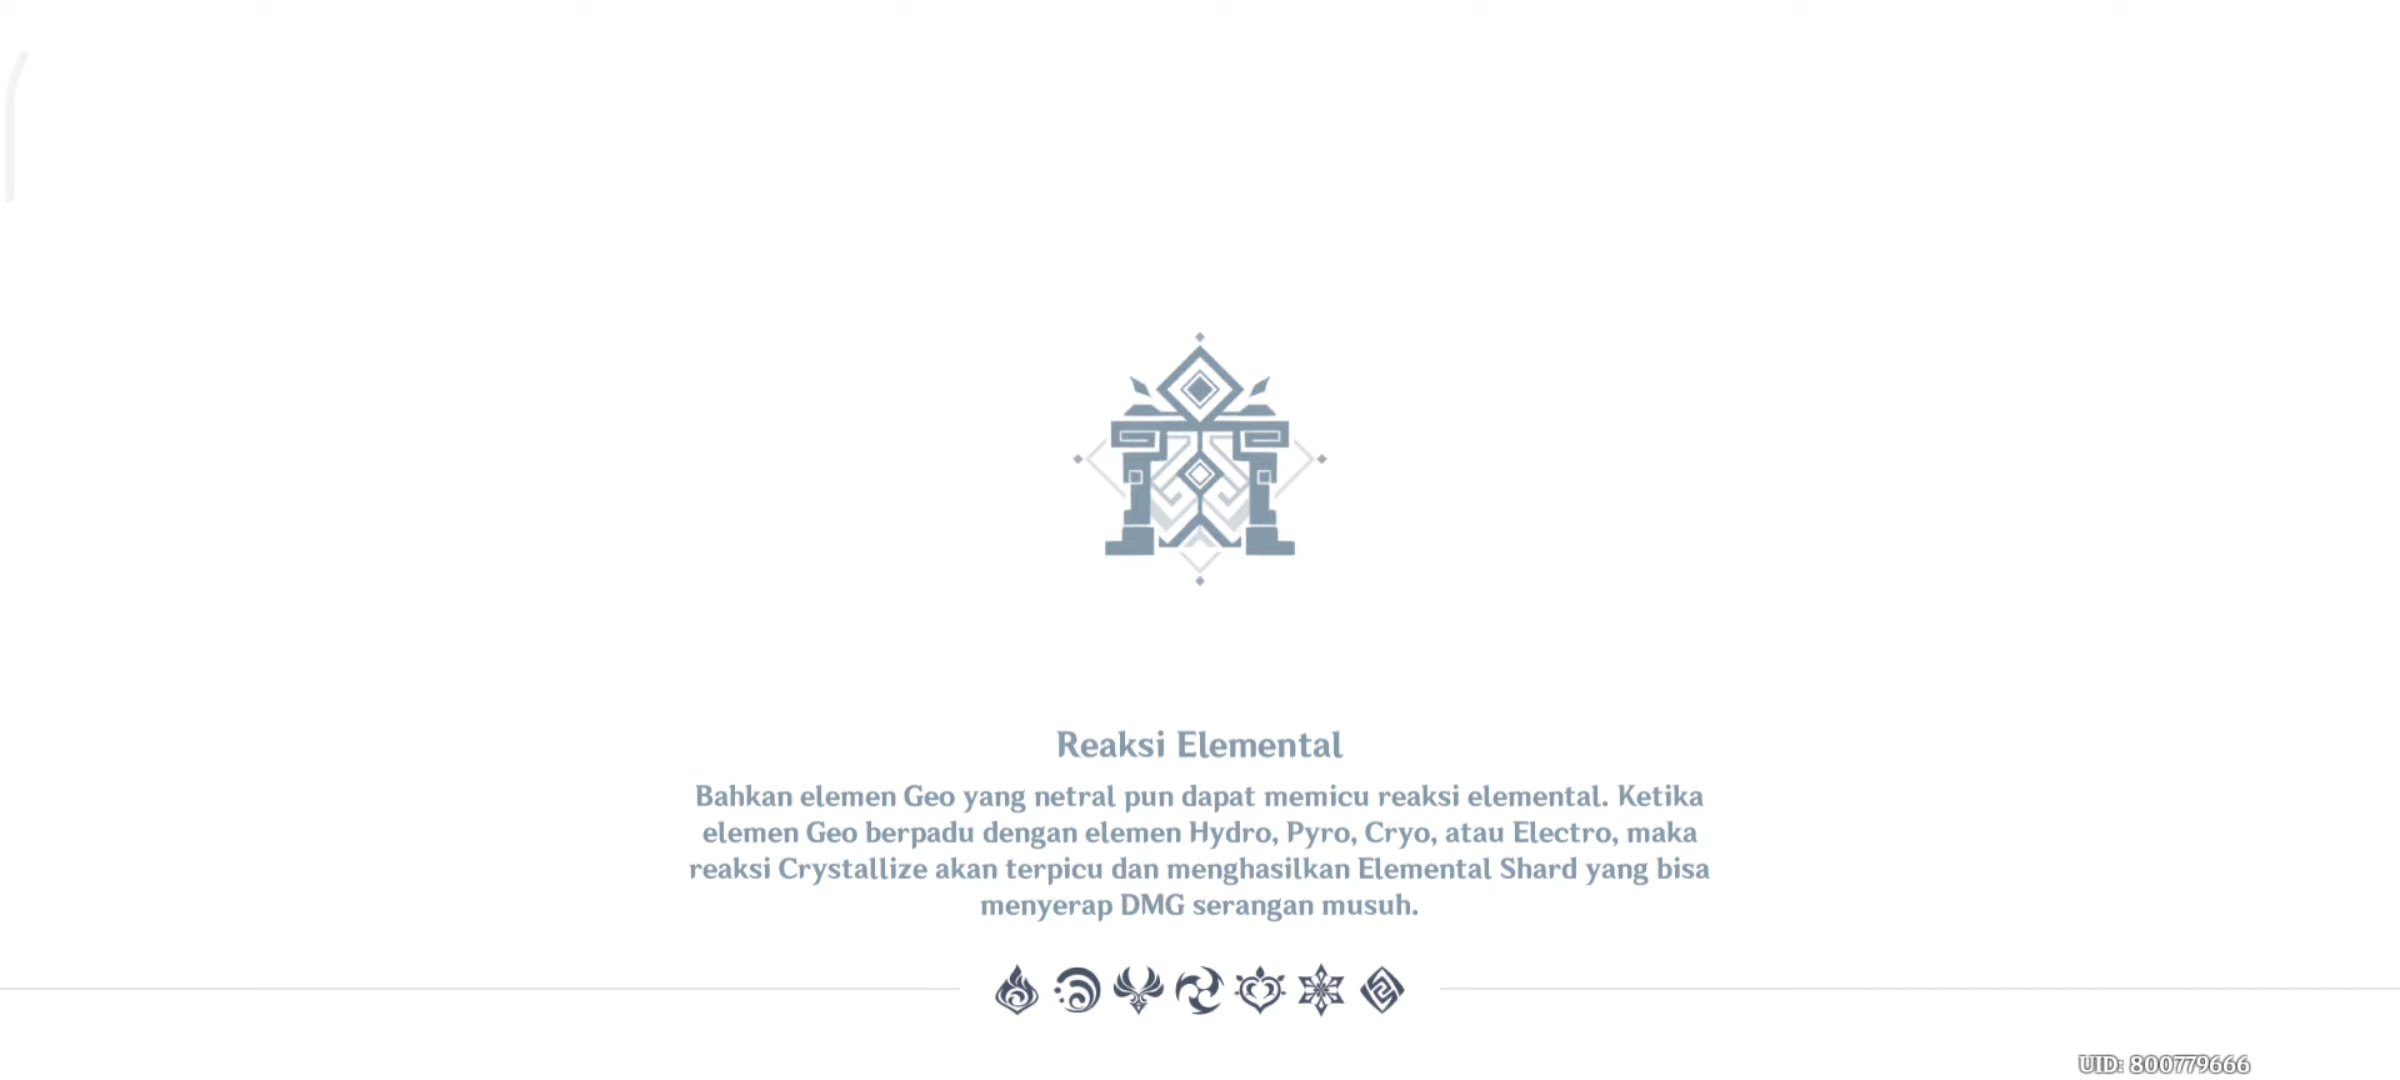 Reaksi Elemental
Bahkan elemen Geo yang netral pun dapat memicu reaksi elemental. Ketika
elemen Geo berpadu dengan elemen Hydro, Pyro, Cryo, atau Electro, maka
reaksi Crystallize akan terpicu dan menghasilkan Elemental Shard yang bisa
menyerap DMG serangan musuh.
UID: 800779666